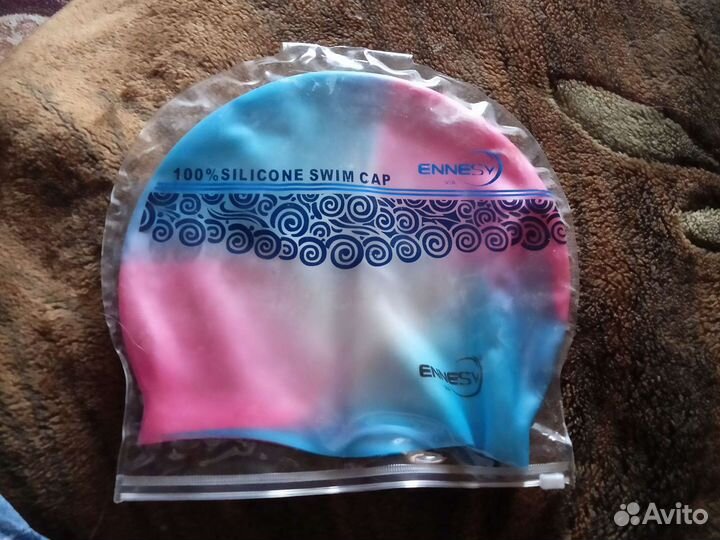 100% SILICONE SWIM CAP
ENNESY
ENNESY
Avito